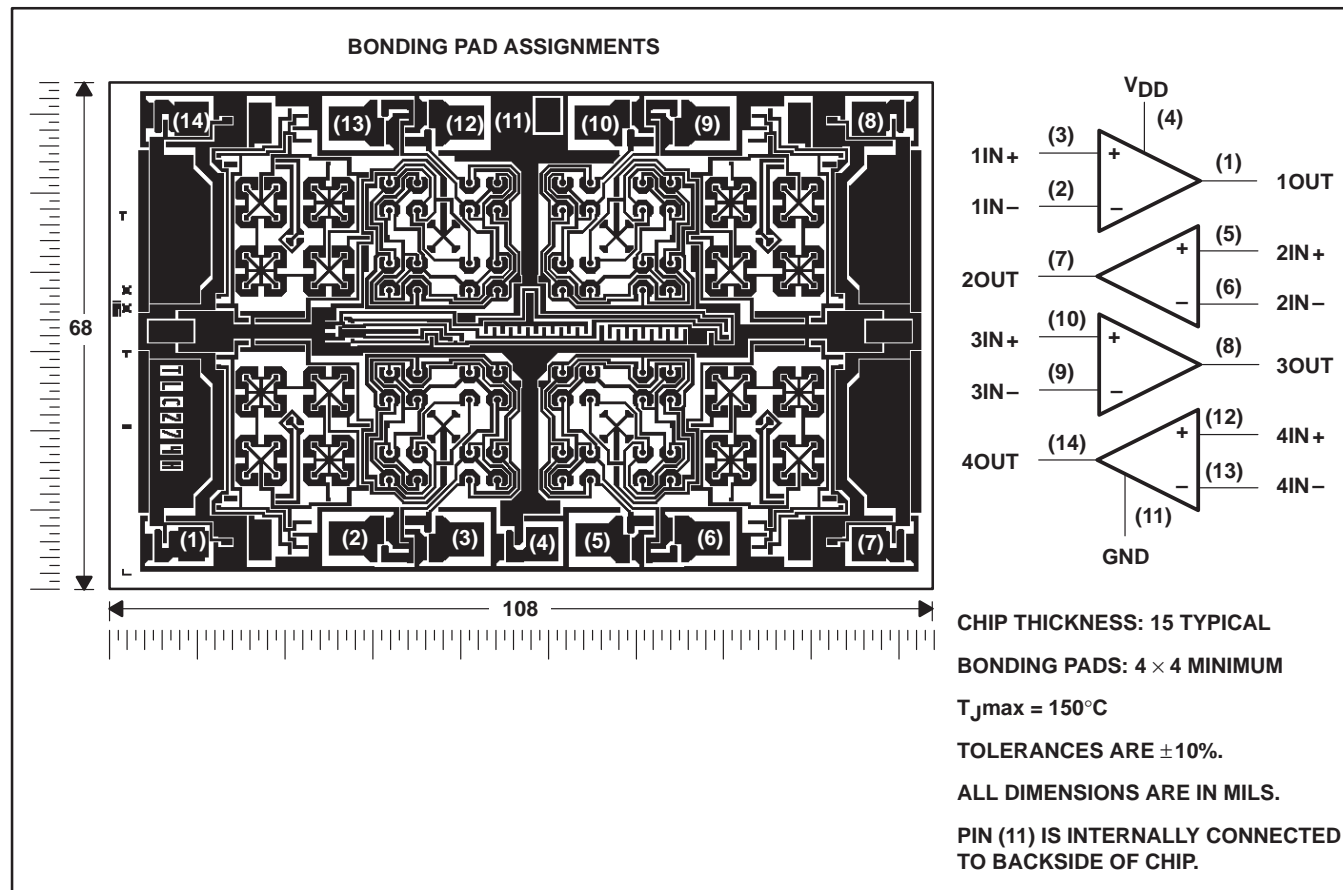 BONDING PAD ASSIGNMENTS
(14) (13) (12) (11) (10) (9) (8)
68
TLC279H
(1) (2) (3) (4) (5) (6) (7)
108
VDD
(4)
1IN+ (3) +
1IN− (2) −
(1) 1OUT
+ (5) 2IN+
− (6) 2IN−
2OUT (7)
3IN+ (10) +
3IN− (9) −
(8) 3OUT
+ (12) 4IN+
− (13) 4IN−
4OUT (14)
(11)
GND
CHIP THICKNESS: 15 TYPICAL
BONDING PADS: 4 × 4 MINIMUM
TJmax = 150°C
TOLERANCES ARE ±10%.
ALL DIMENSIONS ARE IN MILS.
PIN (11) IS INTERNALLY CONNECTED
TO BACKSIDE OF CHIP.